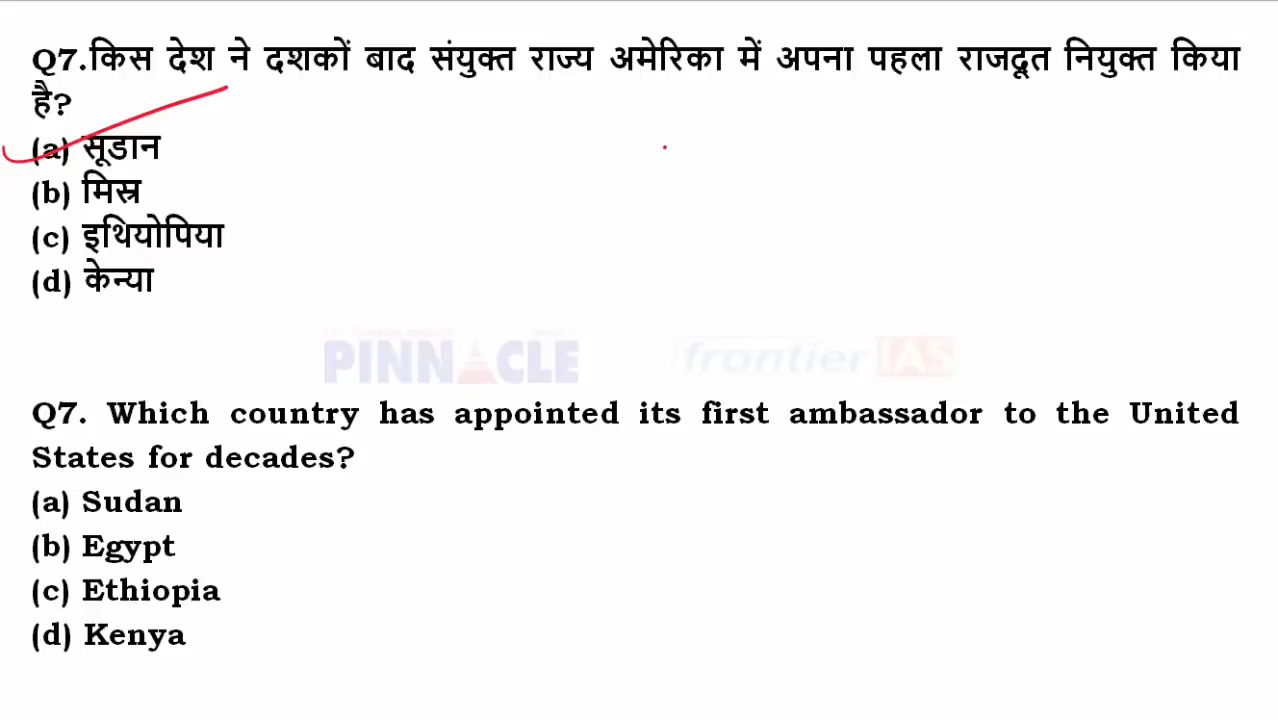 Q7.किस देश ने दशकों बाद संयुक्त राज्य अमेरिका में अपना पहला राजदूत नियुक्त किया
है?
(a) सूडान
(b) मिस्र
(c) इथियोपिया
(d) केन्या
PINNACLE frontier IAS
Q7. Which country has appointed its first ambassador to the United
States for decades?
(a) Sudan
(b) Egypt
(c) Ethiopia
(d) Kenya